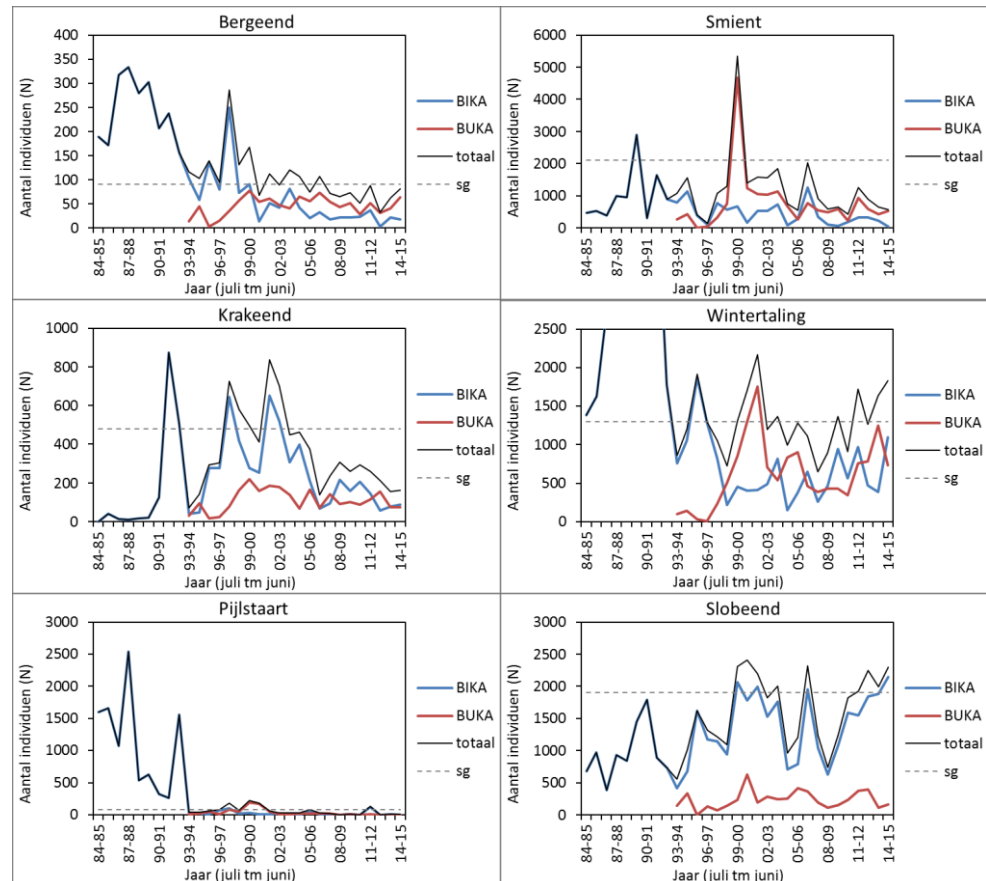 Bergeend
Aantal individuen (N)
400
350
300
250
200
150
100
50
0
84-85
87-88
90-91
93-94
96-97
99-00
02-03
05-06
08-09
11-12
14-15
Jaar (juli tm juni)
BIKA
BUKA
totaal
sg
Smient
Aantal individuen (N)
6000
5000
4000
3000
2000
1000
0
84-85
87-88
90-91
93-94
96-97
99-00
02-03
05-06
08-09
11-12
14-15
Jaar (juli tm juni)
BIKA
BUKA
totaal
sg
Krakeend
Aantal individuen (N)
1000
800
600
400
200
0
84-85
87-88
90-91
93-94
96-97
99-00
02-03
05-06
08-09
11-12
14-15
Jaar (juli tm juni)
BIKA
BUKA
totaal
sg
Wintertaling
Aantal individuen (N)
2500
2000
1500
1000
500
0
84-85
87-88
90-91
93-94
96-97
99-00
02-03
05-06
08-09
11-12
14-15
Jaar (juli tm juni)
BIKA
BUKA
totaal
sg
Pijlstaart
Aantal individuen (N)
3000
2500
2000
1500
1000
500
0
84-85
87-88
90-91
93-94
96-97
99-00
02-03
05-06
08-09
11-12
14-15
Jaar (juli tm juni)
BIKA
BUKA
totaal
sg
Slobeend
Aantal individuen (N)
3000
2500
2000
1500
1000
500
0
84-85
87-88
90-91
93-94
96-97
99-00
02-03
05-06
08-09
11-12
14-15
Jaar (juli tm juni)
BIKA
BUKA
totaal
sg